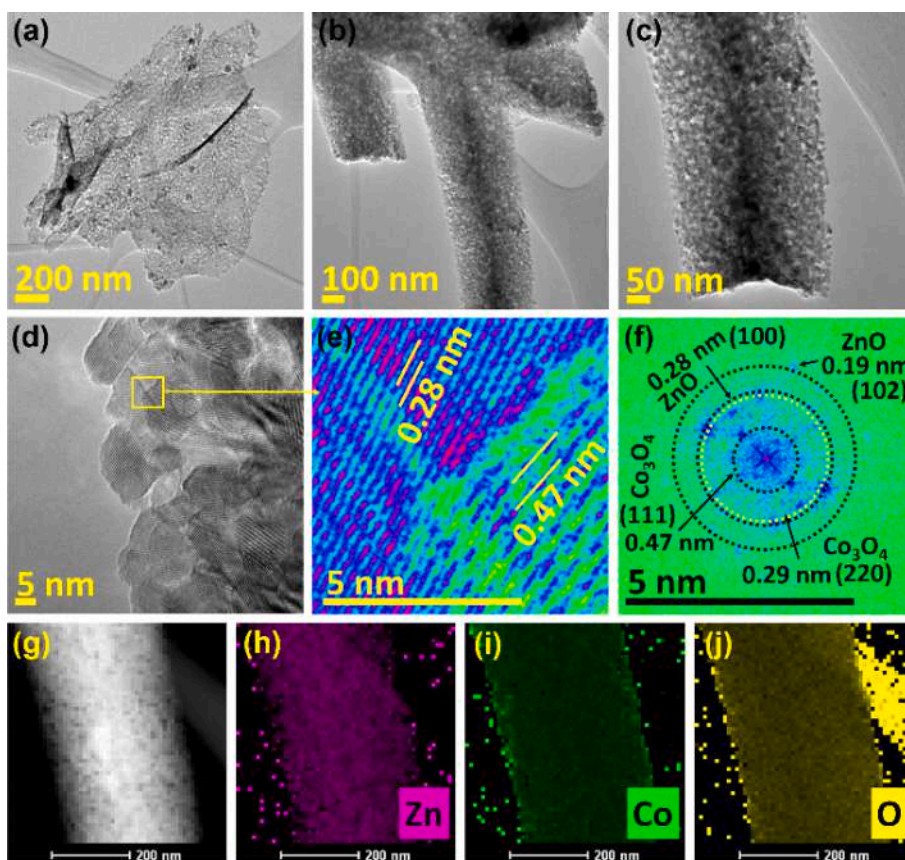 (a)
200 nm
(b)
100 nm
(c)
50 nm
(d)
5 nm
(e)
0.28 nm
0.47 nm
5 nm
(f)
ZnO
0.19 nm
(102)
0.28 nm (100)
ZnO
Co₃O₄
(111)
0.47 nm
Co₃O₄
0.29 nm (220)
5 nm
(g)
200 nm
(h)
Zn
200 nm
(i)
Co
200 nm
(j)
O
200 nm